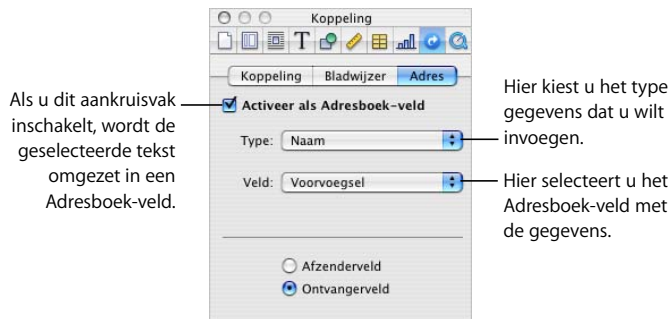 Koppeling
T
Koppeling Bladwijzer Adres
Als u dit aankruisvak
inschakelt, wordt de
geselecteerde tekst
omgezet in een
Adresboek-veld.
Activeer als Adresboek-veld
Type: Naam
Veld: Voorvoegsel
Afzenderveld
Ontvangerveld
Hier kiest u het type
gegevens dat u wilt
invoegen.
Hier selecteert u het
Adresboek-veld met
de gegevens.